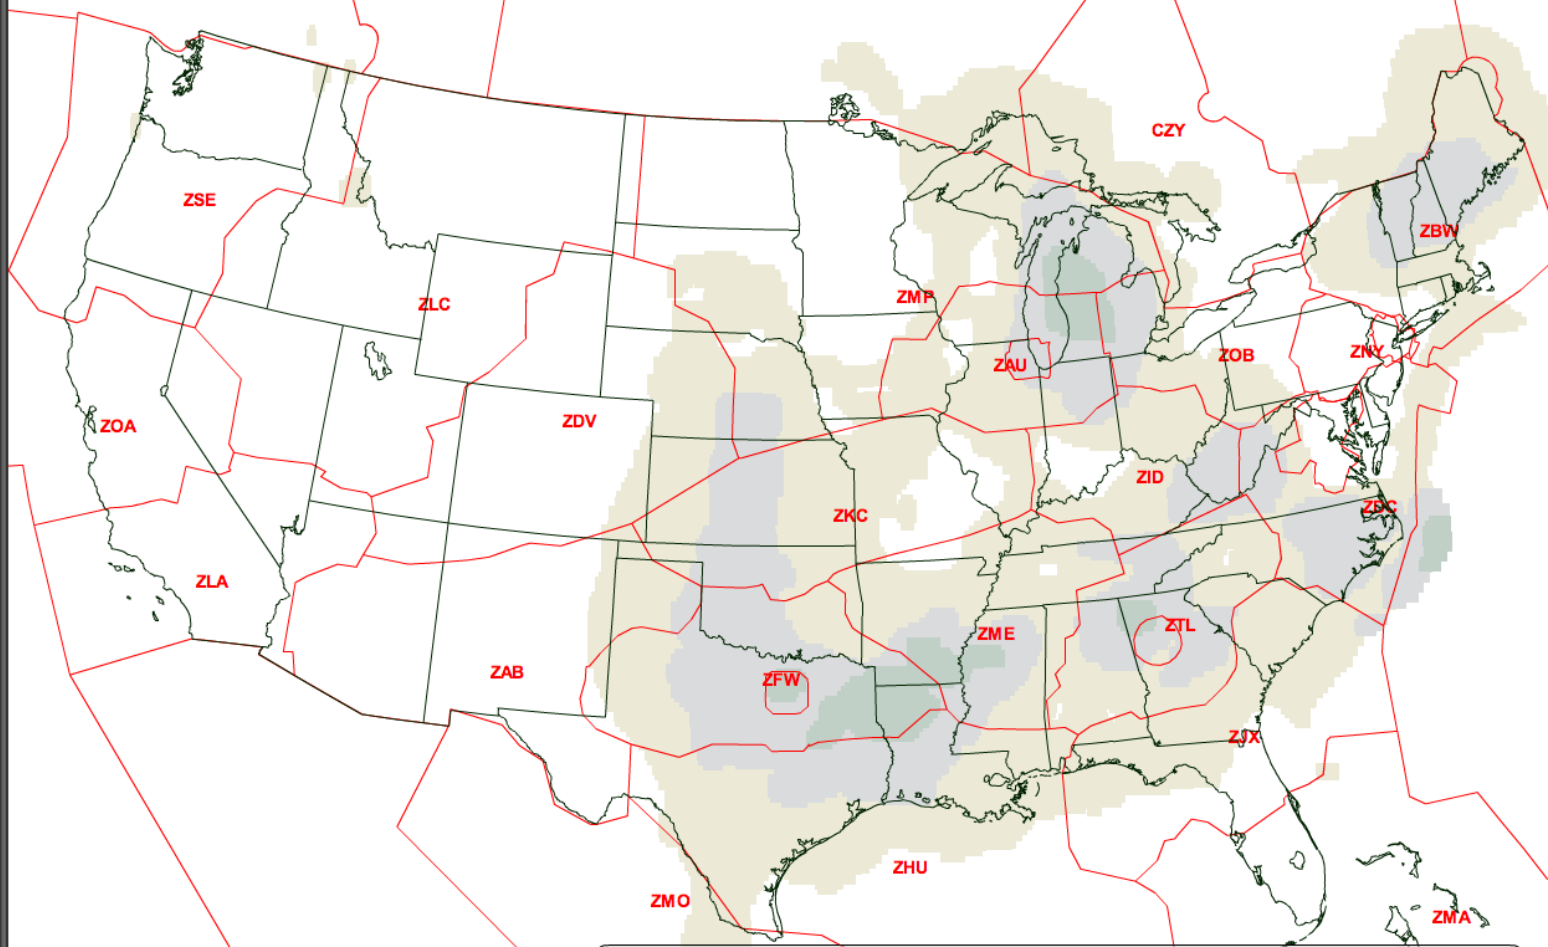 CZY
ZSE
ZBW
ZMP
ZLC
ZNY
ZOB
ZAU
ZDV
ZOA
ZID
ZDC
ZKC
ZLA
ZTL
ZME
ZAB
ZFW
ZJX
ZHU
ZMO
ZMA